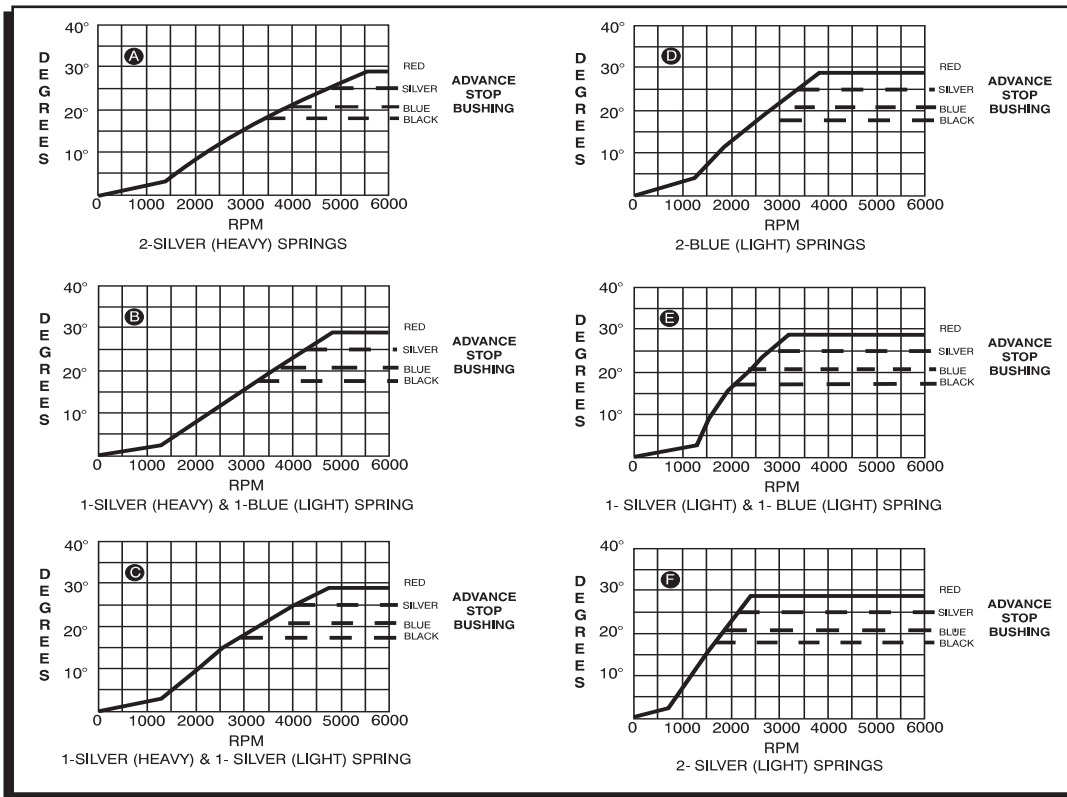 40°
30°
20°
10°
DEGREES
A
RED
SILVER
BLUE
BLACK
ADVANCE
STOP
BUSHING
0 1000 2000 3000 4000 5000 6000
RPM
2-SILVER (HEAVY) SPRINGS
40°
30°
20°
10°
DEGREES
D
RED
SILVER
BLUE
BLACK
ADVANCE
STOP
BUSHING
0 1000 2000 3000 4000 5000 6000
RPM
2-BLUE (LIGHT) SPRINGS
40°
30°
20°
10°
DEGREES
B
RED
SILVER
BLUE
BLACK
ADVANCE
STOP
BUSHING
0 1000 2000 3000 4000 5000 6000
RPM
1-SILVER (HEAVY) & 1-BLUE (LIGHT) SPRING
40°
30°
20°
10°
DEGREES
E
RED
SILVER
BLUE
BLACK
ADVANCE
STOP
BUSHING
0 1000 2000 3000 4000 5000 6000
RPM
1- SILVER (LIGHT) & 1- BLUE (LIGHT) SPRING
40°
30°
20°
10°
DEGREES
C
RED
SILVER
BLUE
BLACK
ADVANCE
STOP
BUSHING
0 1000 2000 3000 4000 5000 6000
RPM
1-SILVER (HEAVY) & 1- SILVER (LIGHT) SPRING
40°
30°
20°
10°
DEGREES
F
RED
SILVER
BLUE
BLACK
ADVANCE
STOP
BUSHING
0 1000 2000 3000 4000 5000 6000
RPM
2- SILVER (LIGHT) SPRINGS